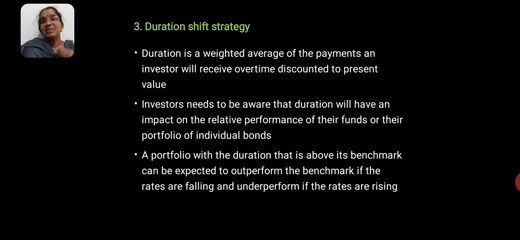 3. Duration shift strategy
• Duration is a weighted average of the payments an
investor will receive overtime discounted to present
value
• Investors needs to be aware that duration will have an
impact on the relative performance of their funds or their
portfolio of individual bonds
• A portfolio with the duration that is above its benchmark
can be expected to outperform the benchmark if the
rates are falling and underperform if the rates are rising